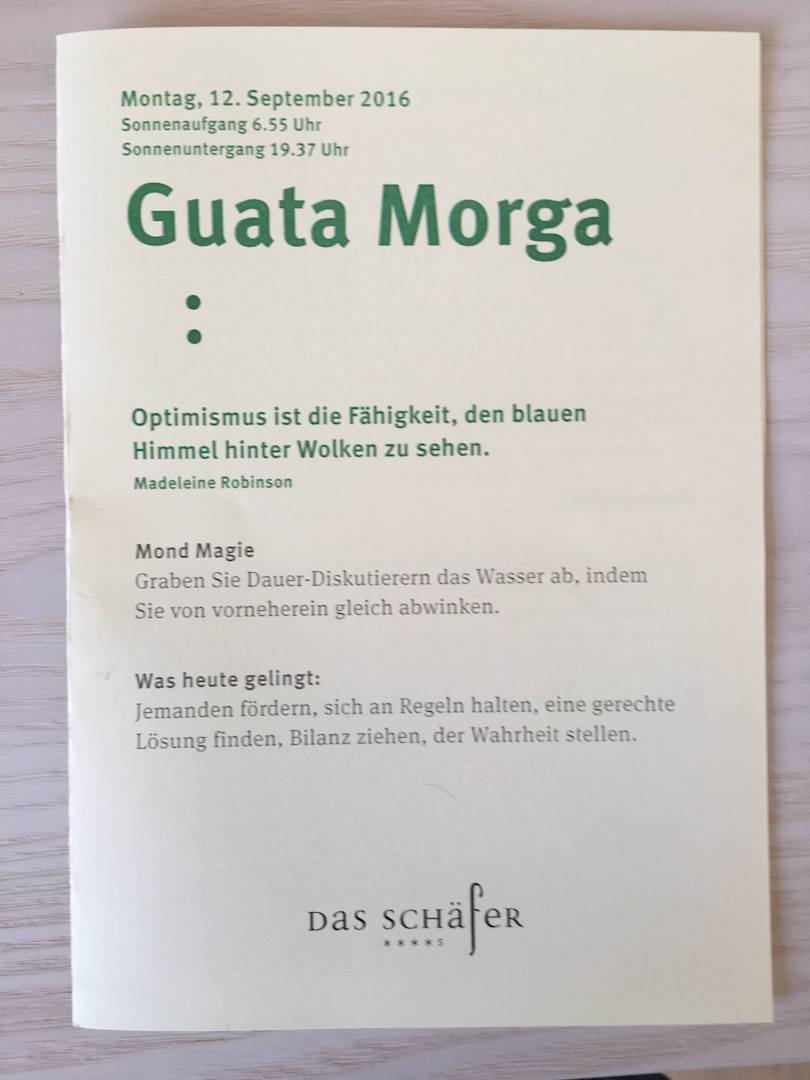 Montag, 12. September 2016
Sonnenaufgang 6.55 Uhr
Sonnenuntergang 19.37 Uhr
Guata Morga
:
Optimismus ist die Fähigkeit, den blauen
Himmel hinter Wolken zu sehen.
Madeleine Robinson
Mond Magie
Graben Sie Dauer-Diskutierern das Wasser ab, indem
Sie von vorneherein gleich abwinken.
Was heute gelingt:
Jemanden fördern, sich an Regeln halten, eine gerechte
Lösung finden, Bilanz ziehen, der Wahrheit stellen.
Das Schäfer
****s